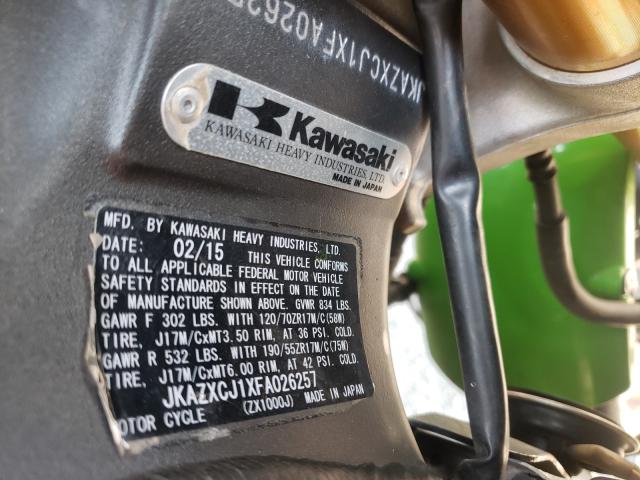 JKAZXCJ1XFA02625
Kawasaki
KAWASAKI HEAVY INDUSTRIES, LTD.
MADE IN JAPAN
MFD. BY KAWASAKI HEAVY INDUSTRIES, LTD.
DATE: 02/15 THIS VEHICLE CONFORMS
TO ALL APPLICABLE FEDERAL MOTOR VEHICLE
SAFETY STANDARDS IN EFFECT ON THE DATE
OF MANUFACTURE SHOWN ABOVE. GVWR 834 LBS.
GAWR F 302 LBS. WITH 120/70ZR17M/C(58W)
TIRE, J17M/CxMT3.50 RIM, AT 36 PSI. COLD.
GAWR R 532 LBS. WITH 190/55ZR17M/C(75W)
TIRE, J17M/CxMT6.00 RIM, AT 42 PSI. COLD.
JKAZXCJ1XFA026257
OTOR CYCLE (ZX1000J) MADE IN JAPAN